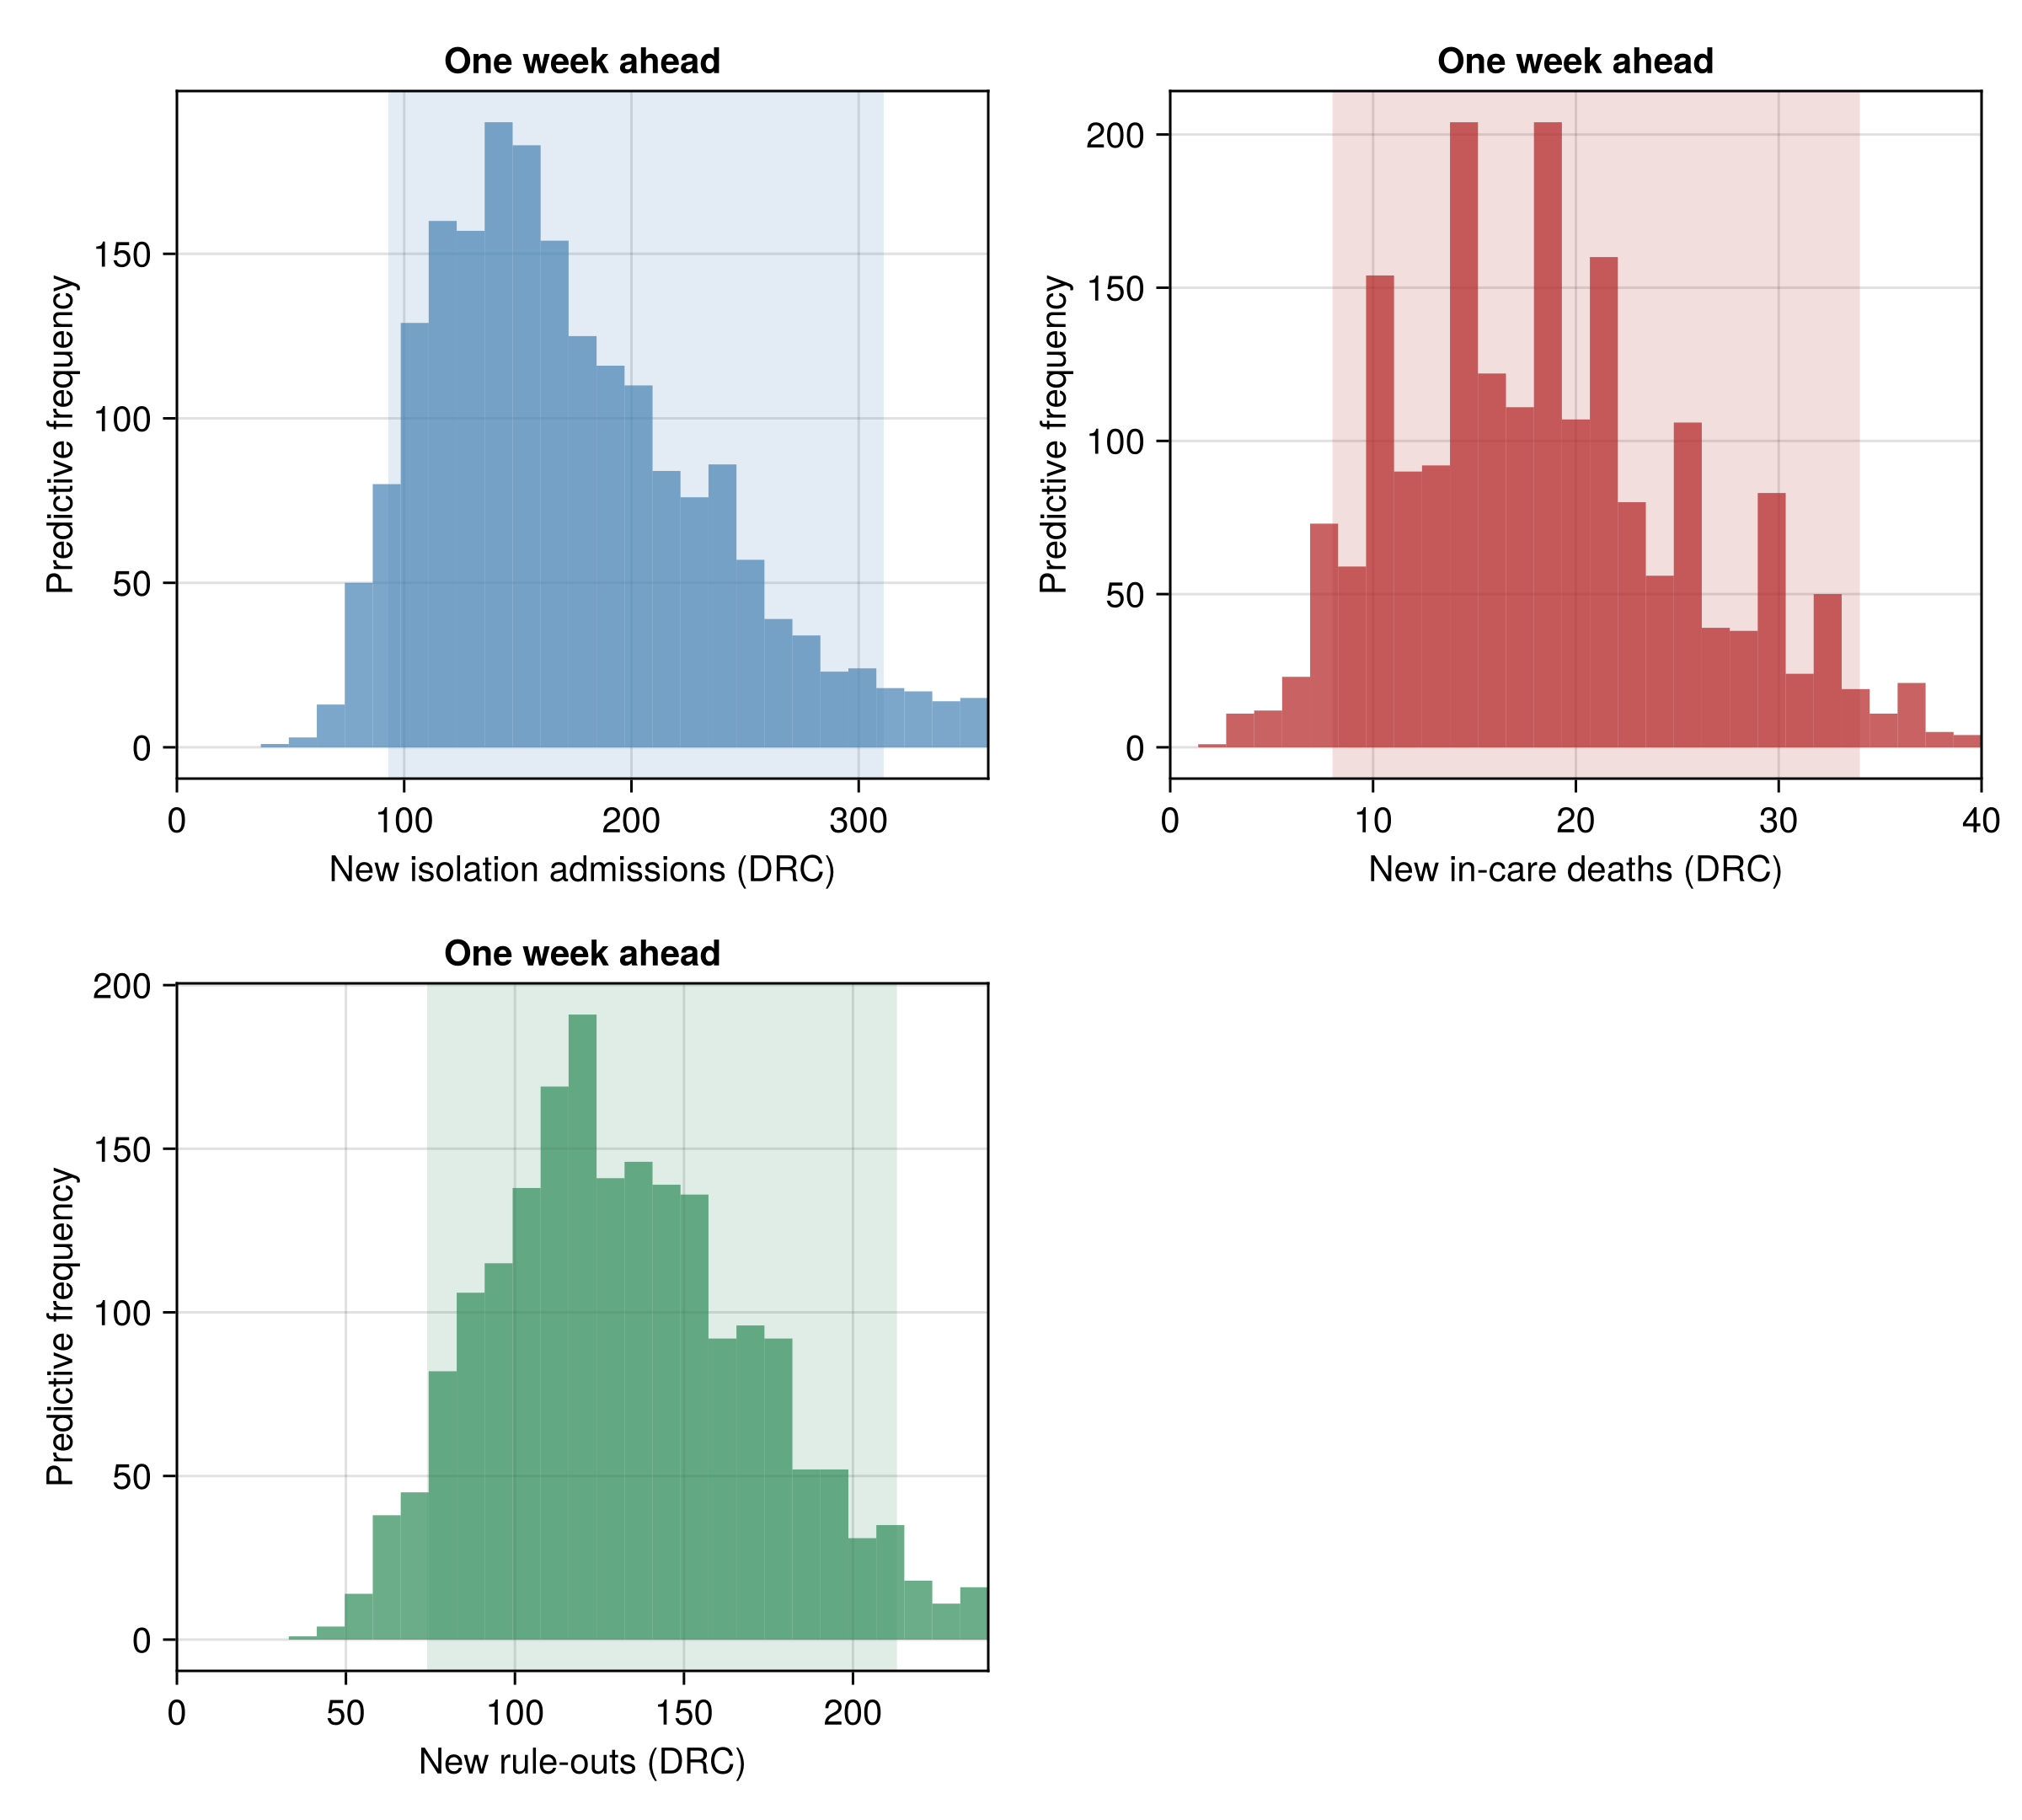 One week ahead
Predictive frequency
150
100
50
0
0 100 200 300
New isolation admissions (DRC)
One week ahead
Predictive frequency
200
150
100
50
0
0 10 20 30 40
New in-care deaths (DRC)
One week ahead
Predictive frequency
200
150
100
50
0
0 50 100 150 200
New rule-outs (DRC)